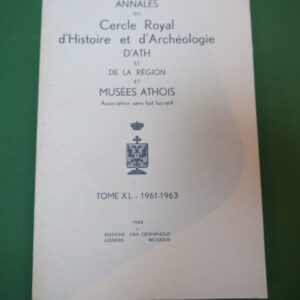 ANNALES
DU
Cercle Royal
d'Histoire et d'Archéologie
D'ATH
ET
DE LA RÉGION
ET
MUSÉES ATHOIS
Association sans but lucratif
TOME XL - 1961-1963
1965
EDITIONS VAN CROMPHOUT
LESSINES BELGIQUE